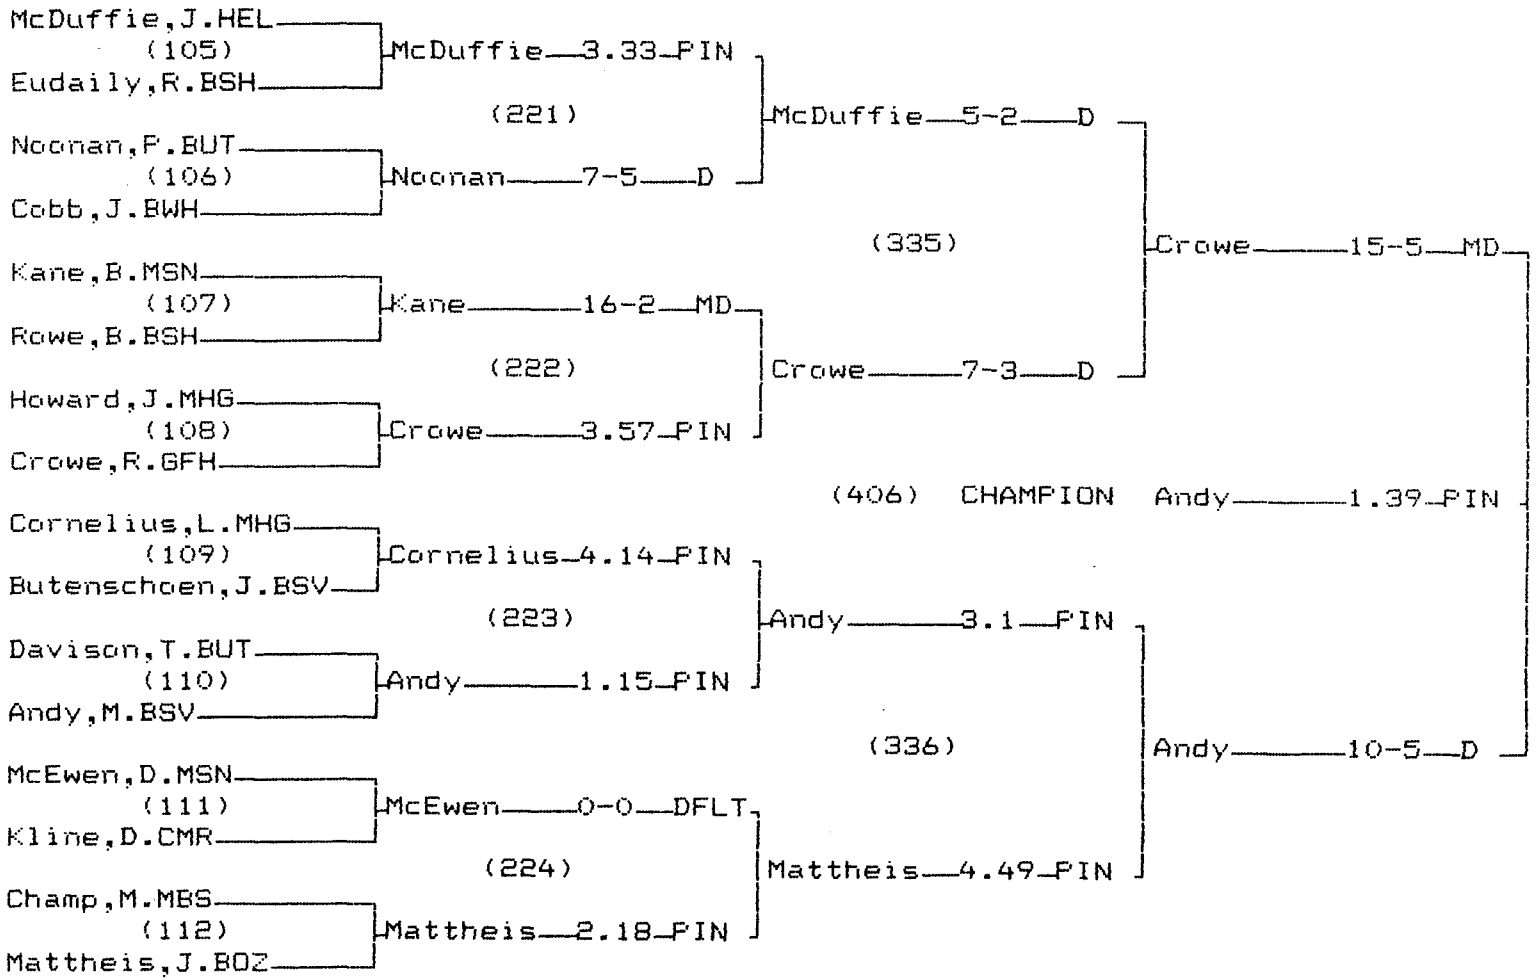 McDuffie,J.HEL
(105) McDuffie 3.33 PIN
Eudaily,R.BSH
(221) McDuffie 5-2 D
Noonan,P.BUT
(106) Noonan 7-5 D
Cobb,J.BWH
(335) Crowe 15-5 MD
Kane,B.MSN
(107) Kane 16-2 MD
Rowe,B.BSH
(222) Crowe 7-3 D
Howard,J.MHG
(108) Crowe 3.57 PIN
Crowe,R.GFH
(406) CHAMPION Andy 1.39 PIN
Cornelius,L.MHG
(109) Cornelius 4.14 PIN
Butenschoen,J.BSV
(223) Andy 3.1 PIN
Davison,T.BUT
(110) Andy 1.15 PIN
Andy,M.BSV
(336) Andy 10-5 D
McEwen,D.MSN
(111) McEwen 0-0 DFLT
Kline,D.CMR
(224) Mattheis 4.49 PIN
Champ,M.MBS
(112) Mattheis 2.18 PIN
Mattheis,J.BOZ